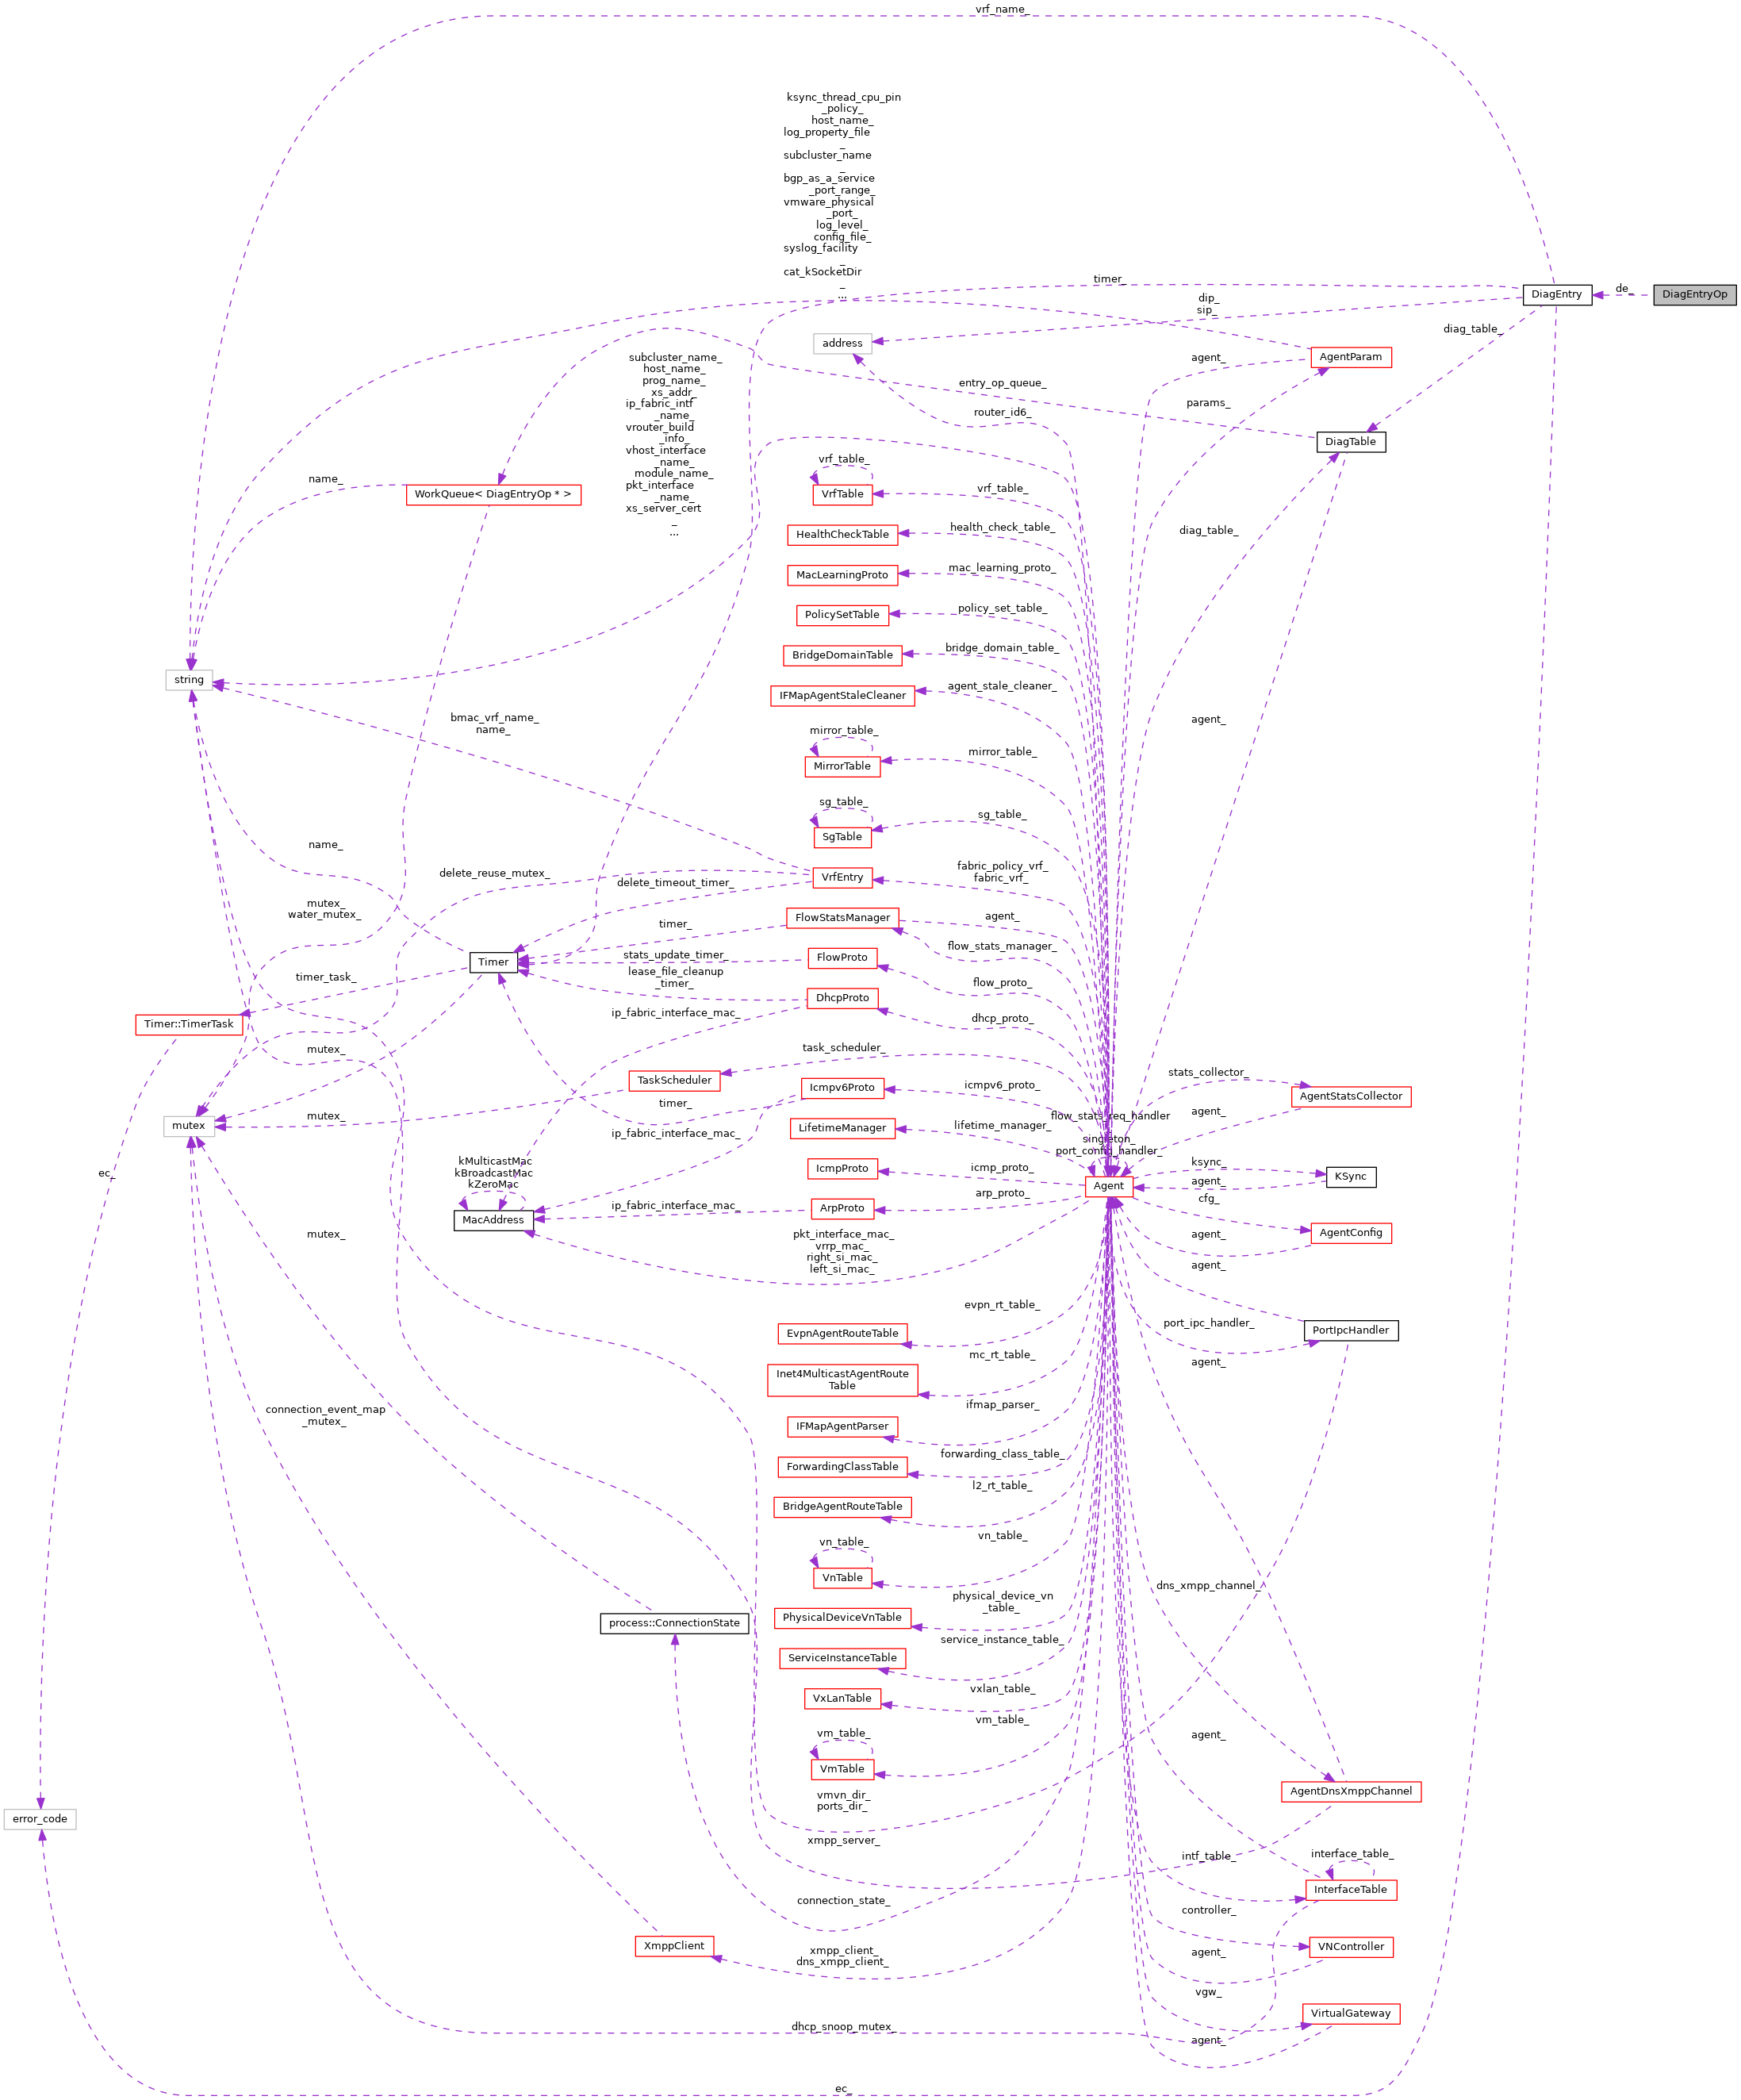 vrf_name_
ksync_thread_cpu_pin
_policy_
host_name_
log_property_file
_
subcluster_name
_
bgp_as_a_service
_port_range_
vmware_physical
_port_
log_level_
config_file_
syslog_facility
_
cat_kSocketDir
_
...
timer_
de_
DiagEntry
DiagEntryOp
dip_
sip_
diag_table_
address
AgentParam
agent_
subcluster_name_
host_name_
prog_name_
xs_addr_
ip_fabric_intf
_name_
vrouter_build
_info_
vhost_interface
_name_
module_name_
pkt_interface
_name_
xs_server_cert
_
...
entry_op_queue_
params_
router_id6_
DiagTable
vrf_table_
name_
WorkQueue< DiagEntryOp * >
VrfTable
vrf_table_
HealthCheckTable
health_check_table_
diag_table_
MacLearningProto
mac_learning_proto_
PolicySetTable
policy_set_table_
BridgeDomainTable
bridge_domain_table_
string
IFMapAgentStaleCleaner
agent_stale_cleaner_
bmac_vrf_name_
name_
agent_
mirror_table_
MirrorTable
mirror_table_
sg_table_
SgTable
sg_table_
name_
delete_reuse_mutex_
VrfEntry
fabric_policy_vrf_
fabric_vrf_
delete_timeout_timer_
mutex_
water_mutex_
FlowStatsManager
agent_
timer_
flow_stats_manager_
Timer
stats_update_timer_
FlowProto
timer_task_
lease_file_cleanup
_timer_
flow_proto_
DhcpProto
ip_fabric_interface_mac_
dhcp_proto_
Timer::TimerTask
mutex_
task_scheduler_
TaskScheduler
Icmpv6Proto
icmpv6_proto_
stats_collector_
AgentStatsCollector
timer_
mutex_
mutex
ip_fabric_interface_mac_
LifetimeManager
lifetime_manager_
flow_stats_req_handler
_
singleton_
port_config_handler_
agent_
ec_
kMulticastMac
kBroadcastMac
kZeroMac
IcmpProto
icmp_proto_
Agent
ksync_
KSync
agent_
MacAddress
ip_fabric_interface_mac_
ArpProto
arp_proto_
cfg_
mutex_
pkt_interface_mac_
vrrp_mac_
right_si_mac_
left_si_mac_
AgentConfig
agent_
agent_
evpn_rt_table_
EvpnAgentRouteTable
port_ipc_handler_
PortIpcHandler
mc_rt_table_
agent_
Inet4MulticastAgentRoute
Table
connection_event_map
_mutex_
ifmap_parser_
IFMapAgentParser
forwarding_class_table_
ForwardingClassTable
l2_rt_table_
BridgeAgentRouteTable
vn_table_
vn_table_
VnTable
dns_xmpp_channel_
physical_device_vn
_table_
PhysicalDeviceVnTable
process::ConnectionState
service_instance_table_
ServiceInstanceTable
vxlan_table_
VxLanTable
vm_table_
vm_table_
agent_
VmTable
AgentDnsXmppChannel
vmvn_dir_
ports_dir_
error_code
xmpp_server_
intf_table_
interface_table_
InterfaceTable
connection_state_
controller_
XmppClient
xmpp_client_
dns_xmpp_client_
VNController
agent_
vgw_
VirtualGateway
dhcp_snoop_mutex_
agent_
ec_